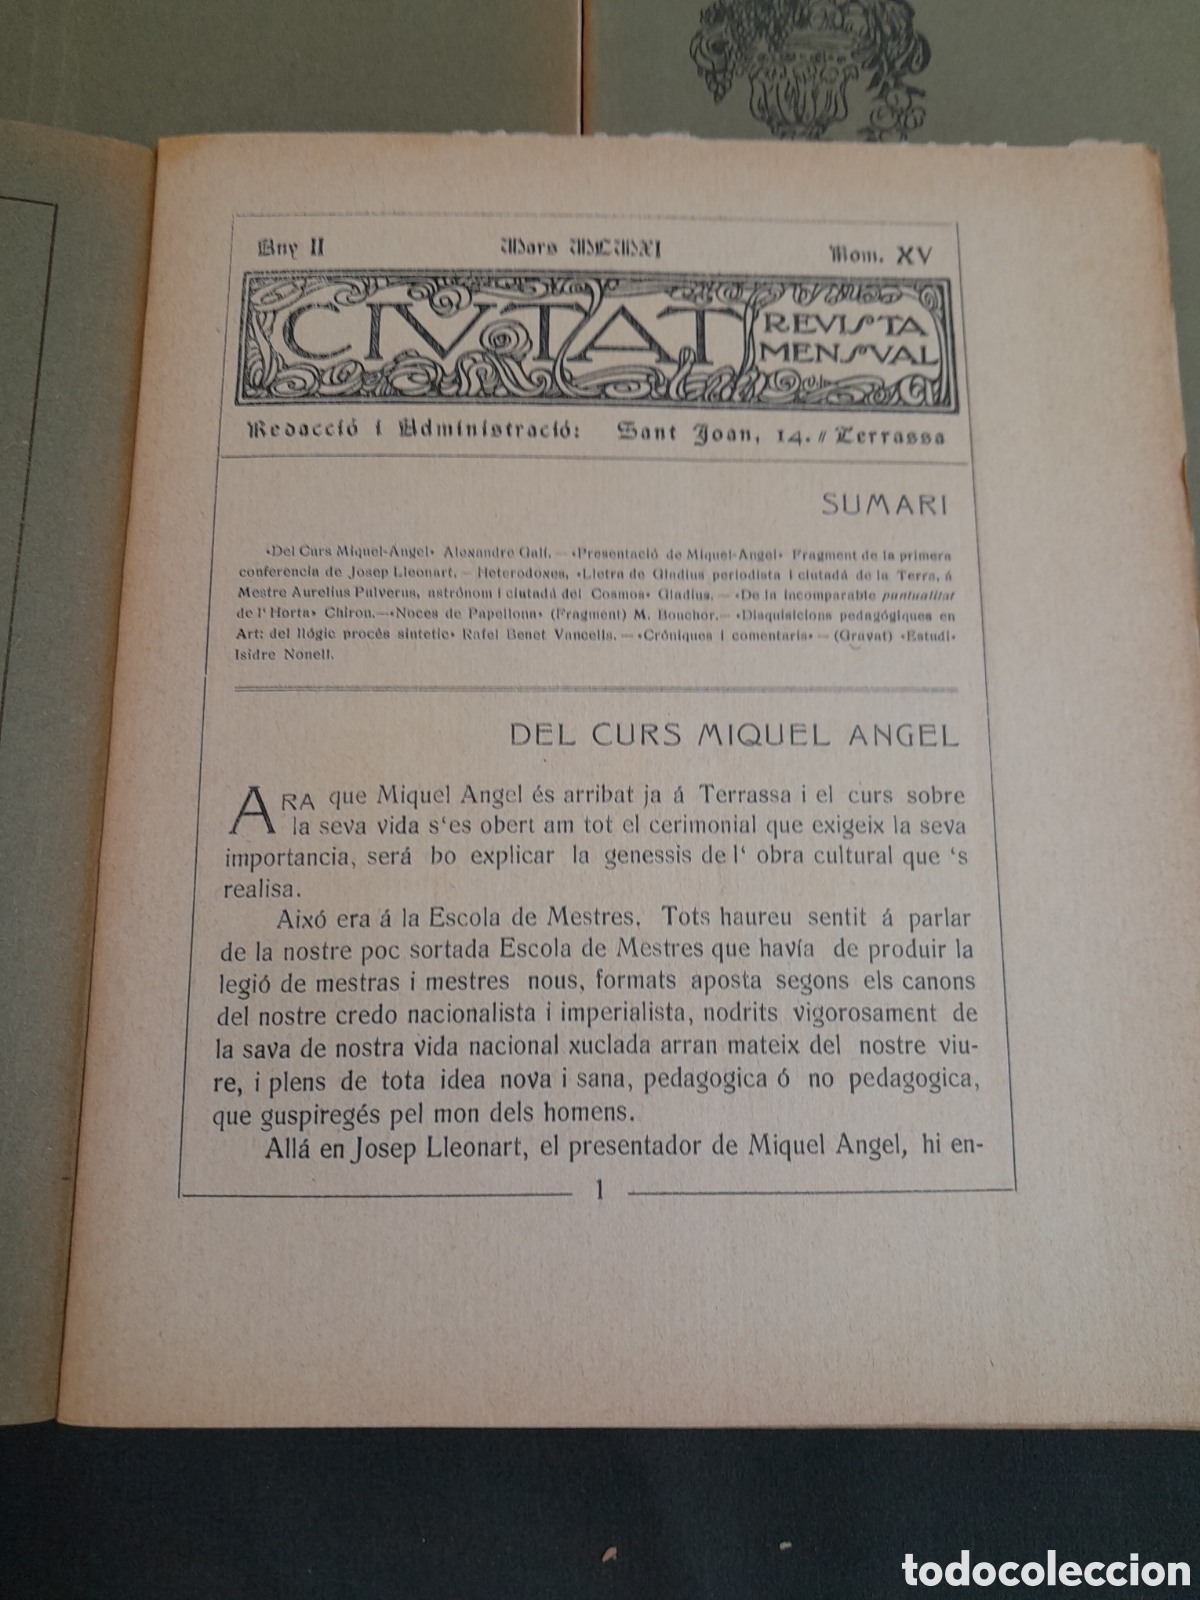 Any II Mars MCMXI Nom. XV
CIVTAT REVISTA
MENSVAL
Redacció i Administració: Sant Joan, 14. // Terrassa
SUMARI
«Del Curs Miquel-Ángel» Alexandre Galí. — «Presentació de Miquel-Angel» Fragment de la primera
conferencia de Josep Lleonart. — Heterodoxes, «Lletra de Gladius periodista i ciutadá de la Terra, á
Mestre Aurelius Pulverus, astrónom i ciutadá del Cosmos» Gladius. — «De la incomparable puntualitat
de l' Horta» Chiron. — «Noces de Papellona» (Fragment) M. Bouchor. — «Disquisicions pedagógiques en
Art: del llógic procés sintetic» Rafel Benet Vancells. — «Cróniques i comentaris» — (Gravat) «Estudi»
Isidre Nonell.
DEL CURS MIQUEL ANGEL
ARA que Miquel Angel és arribat ja á Terrassa i el curs sobre
la seva vida s'es obert am tot el cerimonial que exigeix la seva
importancia, será bo explicar la genessis de l' obra cultural que 's
realisa.
Aixó era á la Escola de Mestres. Tots haureu sentit á parlar
de la nostre poc sortada Escola de Mestres que havía de produir la
legió de mestras i mestres nous, formats aposta segons els canons
del nostre credo nacionalista i imperialista, nodrits vigorosament de
la sava de nostra vida nacional xuclada arran mateix del nostre viu-
re, i plens de tota idea nova i sana, pedagogica ó no pedagogica,
que guspiregés pel mon dels homens.
Allá en Josep Lleonart, el presentador de Miquel Angel, hi en-
1
todocoleccion